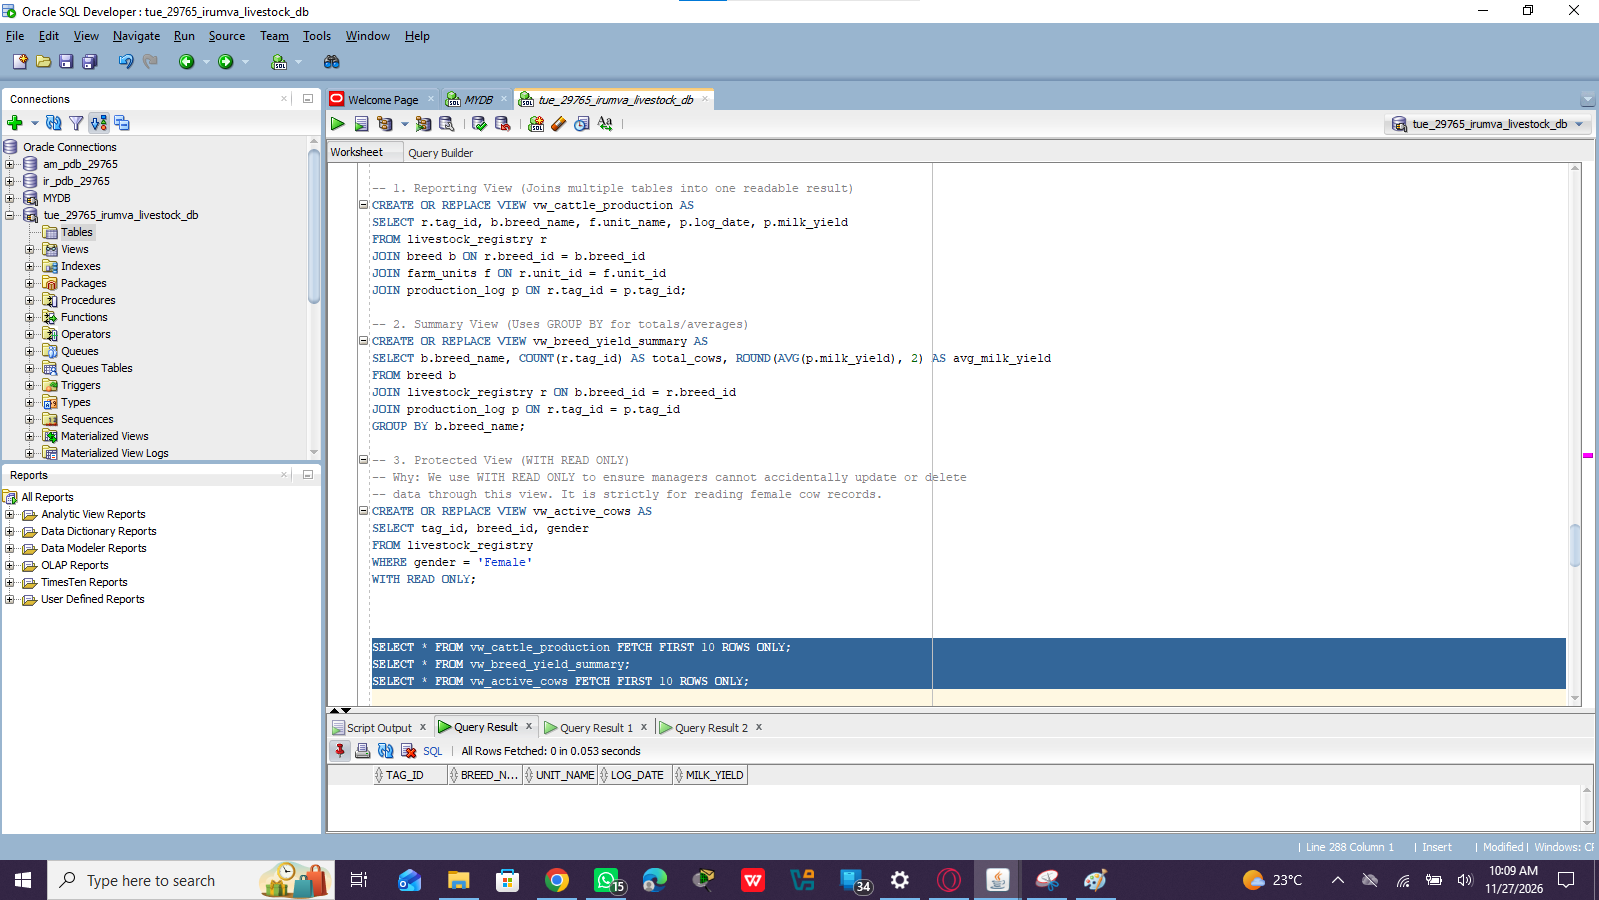 Oracle SQL Developer : tue_29765_irumva_livestock_db
File Edit View Navigate Run Source Team Tools Window Help
Connections
Oracle Connections
am_pdb_29765
ir_pdb_29765
MYDB
tue_29765_irumva_livestock_db
Tables
Views
Indexes
Packages
Procedures
Functions
Operators
Queues
Queues Tables
Triggers
Types
Sequences
Materialized Views
Materialized View Logs
Reports
All Reports
Analytic View Reports
Data Dictionary Reports
Data Modeler Reports
OLAP Reports
TimesTen Reports
User Defined Reports
Welcome Page MYDB tue_29765_irumva_livestock_db
tue_29765_irumva_livestock_db
Worksheet Query Builder
-- 1. Reporting View (Joins multiple tables into one readable result)
CREATE OR REPLACE VIEW vw_cattle_production AS
SELECT r.tag_id, b.breed_name, f.unit_name, p.log_date, p.milk_yield
FROM livestock_registry r
JOIN breed b ON r.breed_id = b.breed_id
JOIN farm_units f ON r.unit_id = f.unit_id
JOIN production_log p ON r.tag_id = p.tag_id;
-- 2. Summary View (Uses GROUP BY for totals/averages)
CREATE OR REPLACE VIEW vw_breed_yield_summary AS
SELECT b.breed_name, COUNT(r.tag_id) AS total_cows, ROUND(AVG(p.milk_yield), 2) AS avg_milk_yield
FROM breed b
JOIN livestock_registry r ON b.breed_id = r.breed_id
JOIN production_log p ON r.tag_id = p.tag_id
GROUP BY b.breed_name;
-- 3. Protected View (WITH READ ONLY)
-- Why: We use WITH READ ONLY to ensure managers cannot accidentally update or delete
-- data through this view. It is strictly for reading female cow records.
CREATE OR REPLACE VIEW vw_active_cows AS
SELECT tag_id, breed_id, gender
FROM livestock_registry
WHERE gender = 'Female'
WITH READ ONLY;
SELECT * FROM vw_cattle_production FETCH FIRST 10 ROWS ONLY;
SELECT * FROM vw_breed_yield_summary;
SELECT * FROM vw_active_cows FETCH FIRST 10 ROWS ONLY;
Script Output x Query Result x Query Result 1 x Query Result 2 x
SQL | All Rows Fetched: 0 in 0.053 seconds
TAG_ID BREED_N... UNIT_NAME LOG_DATE MILK_YIELD
| Line 288 Column 1 | Insert | Modified | Windows: CF
Type here to search
15
34
23°C
10:09 AM
11/27/2026